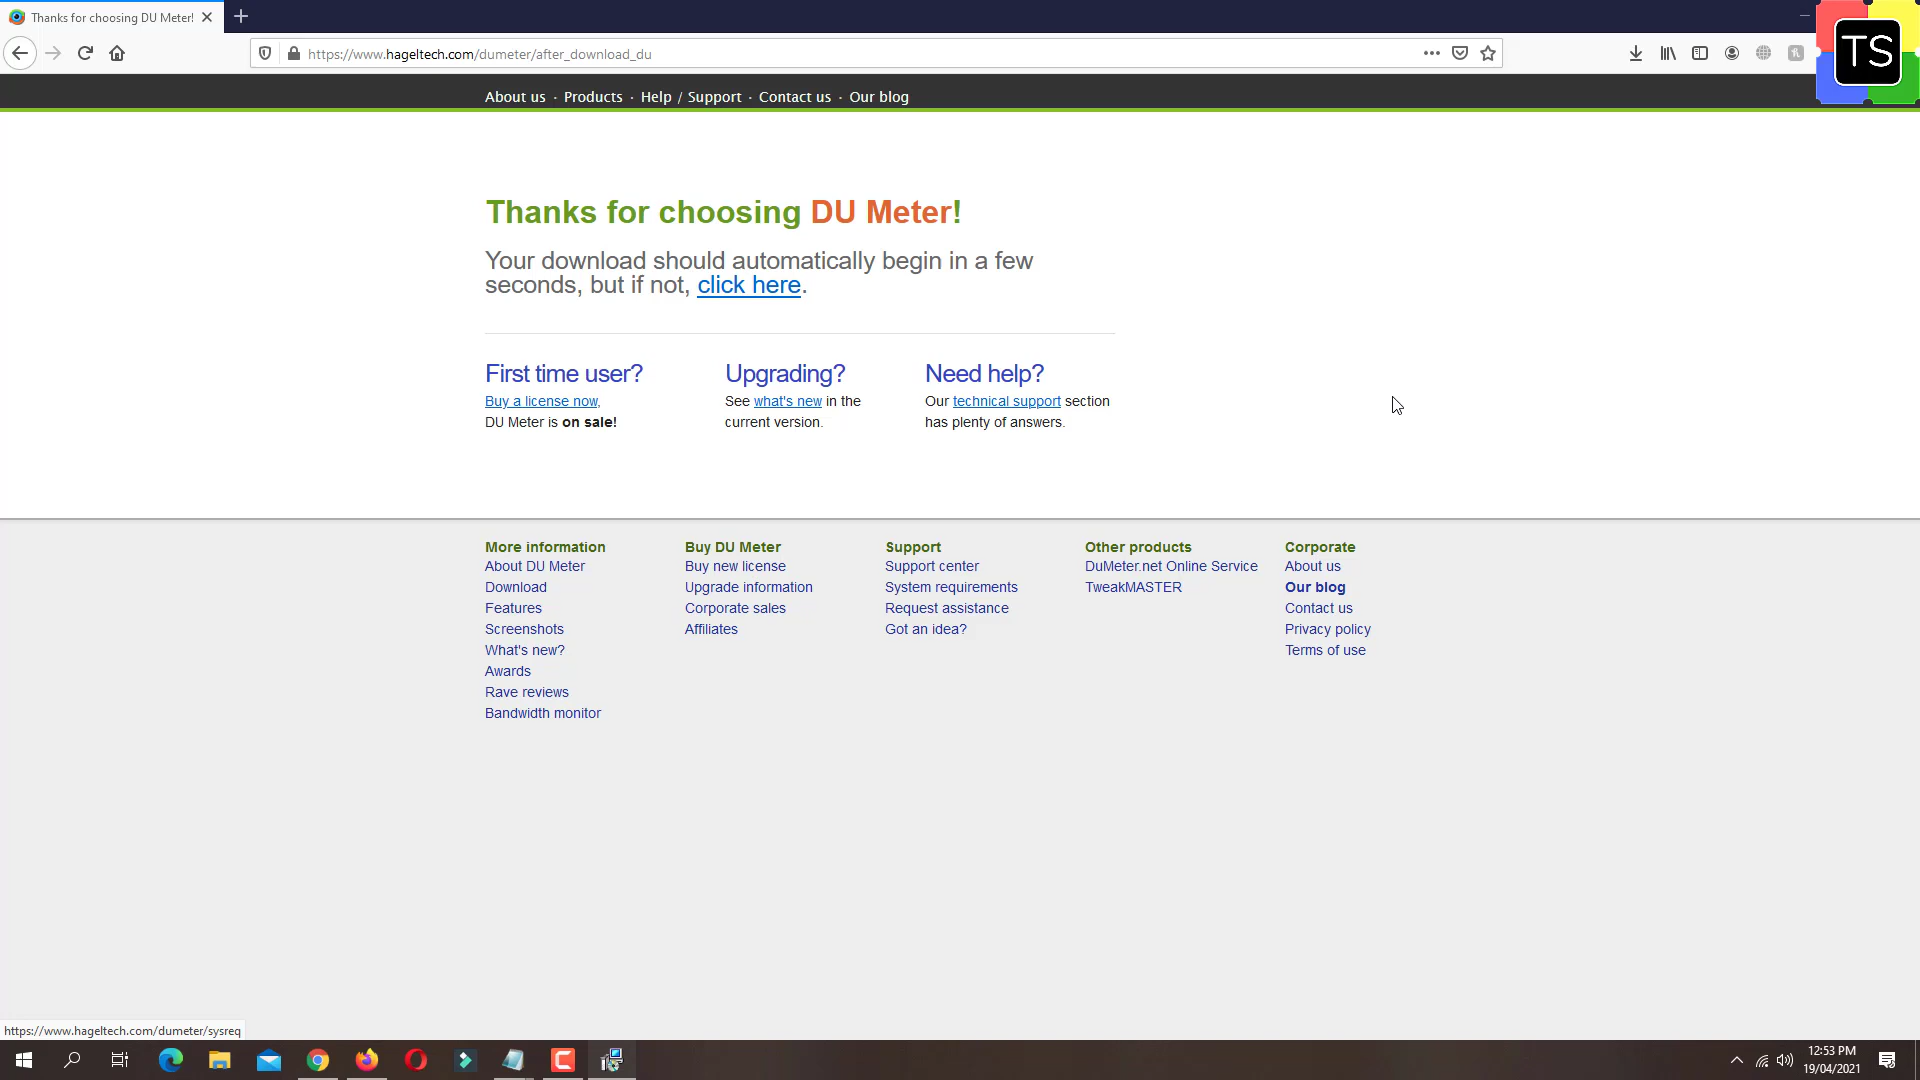 Thanks for choosing DU Meter!
https://www.hageltech.com/dumeter/after_download_du
TS
About us · Products · Help / Support · Contact us · Our blog
Thanks for choosing DU Meter!
Your download should automatically begin in a few
seconds, but if not, click here.
First time user?
Buy a license now,
DU Meter is on sale!
Upgrading?
See what's new in the
current version.
Need help?
Our technical support section
has plenty of answers.
More information
About DU Meter
Download
Features
Screenshots
What's new?
Awards
Rave reviews
Bandwidth monitor
Buy DU Meter
Buy new license
Upgrade information
Corporate sales
Affiliates
Support
Support center
System requirements
Request assistance
Got an idea?
Other products
DuMeter.net Online Service
TweakMASTER
Corporate
About us
Our blog
Contact us
Privacy policy
Terms of use
https://www.hageltech.com/dumeter/sysreq
12:53 PM
19/04/2021